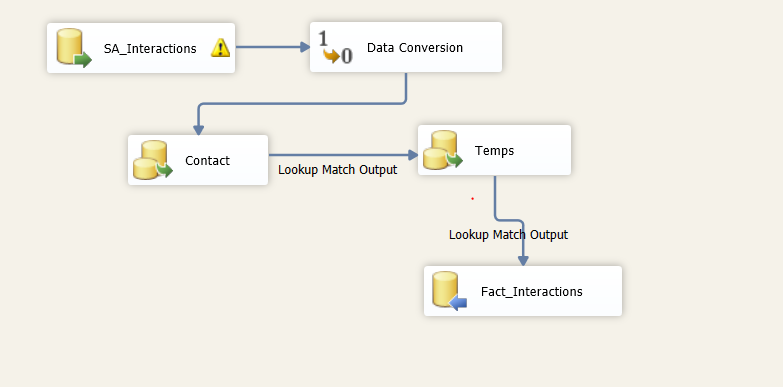 SA_Interactions
1
0
Data Conversion
Contact
Lookup Match Output
Temps
Lookup Match Output
Fact_Interactions